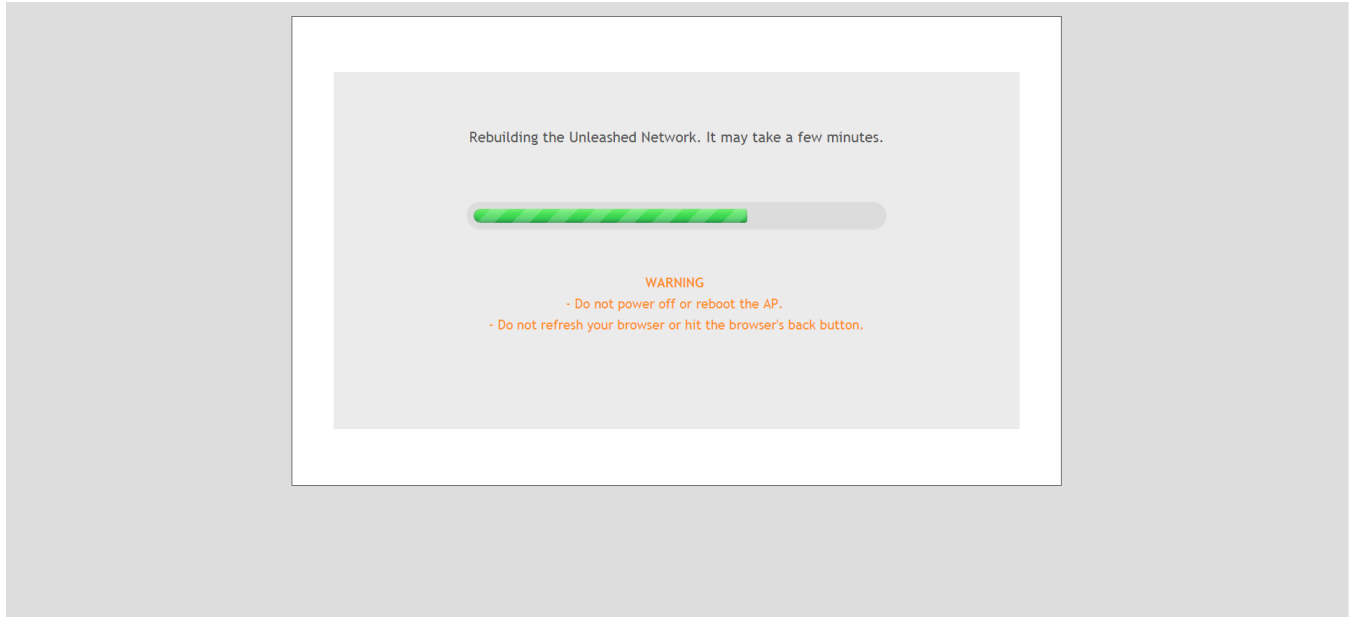 Rebuilding the Unleashed Network. It may take a few minutes.
WARNING
- Do not power off or reboot the AP.
- Do not refresh your browser or hit the browser's back button.